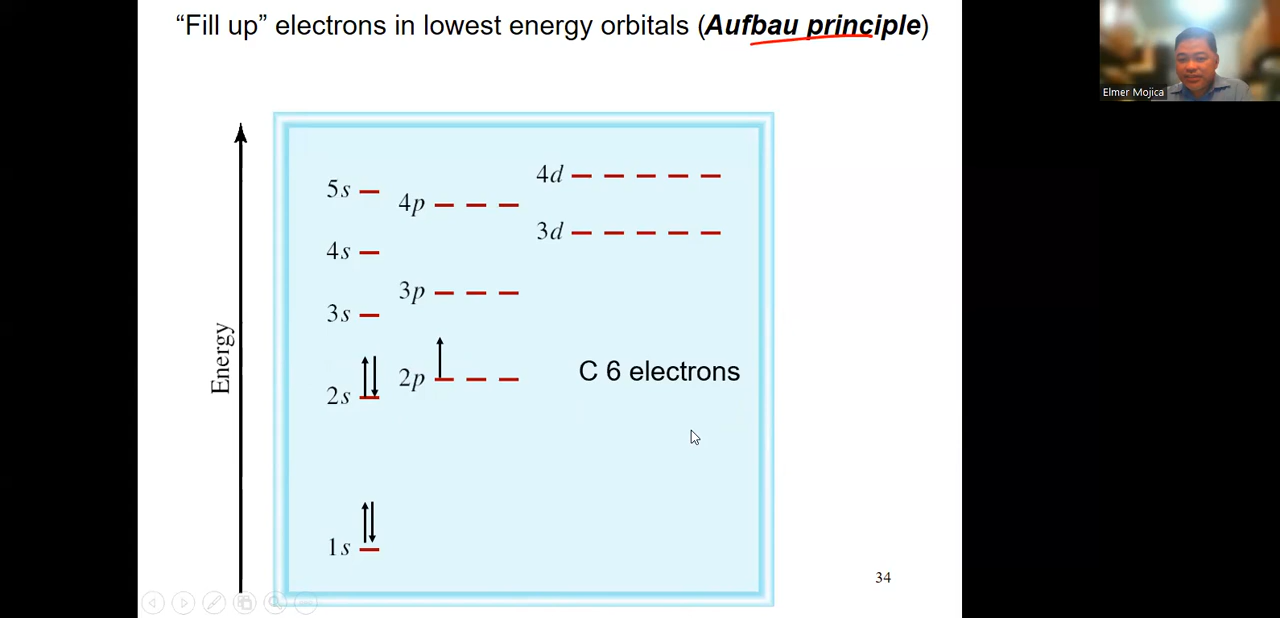 “Fill up” electrons in lowest energy orbitals (Aufbau principle)
Elmer Mojica
4d
5s
4p
3d
4s
3p
3s
C 6 electrons
2p
2s
Energy
1s
34